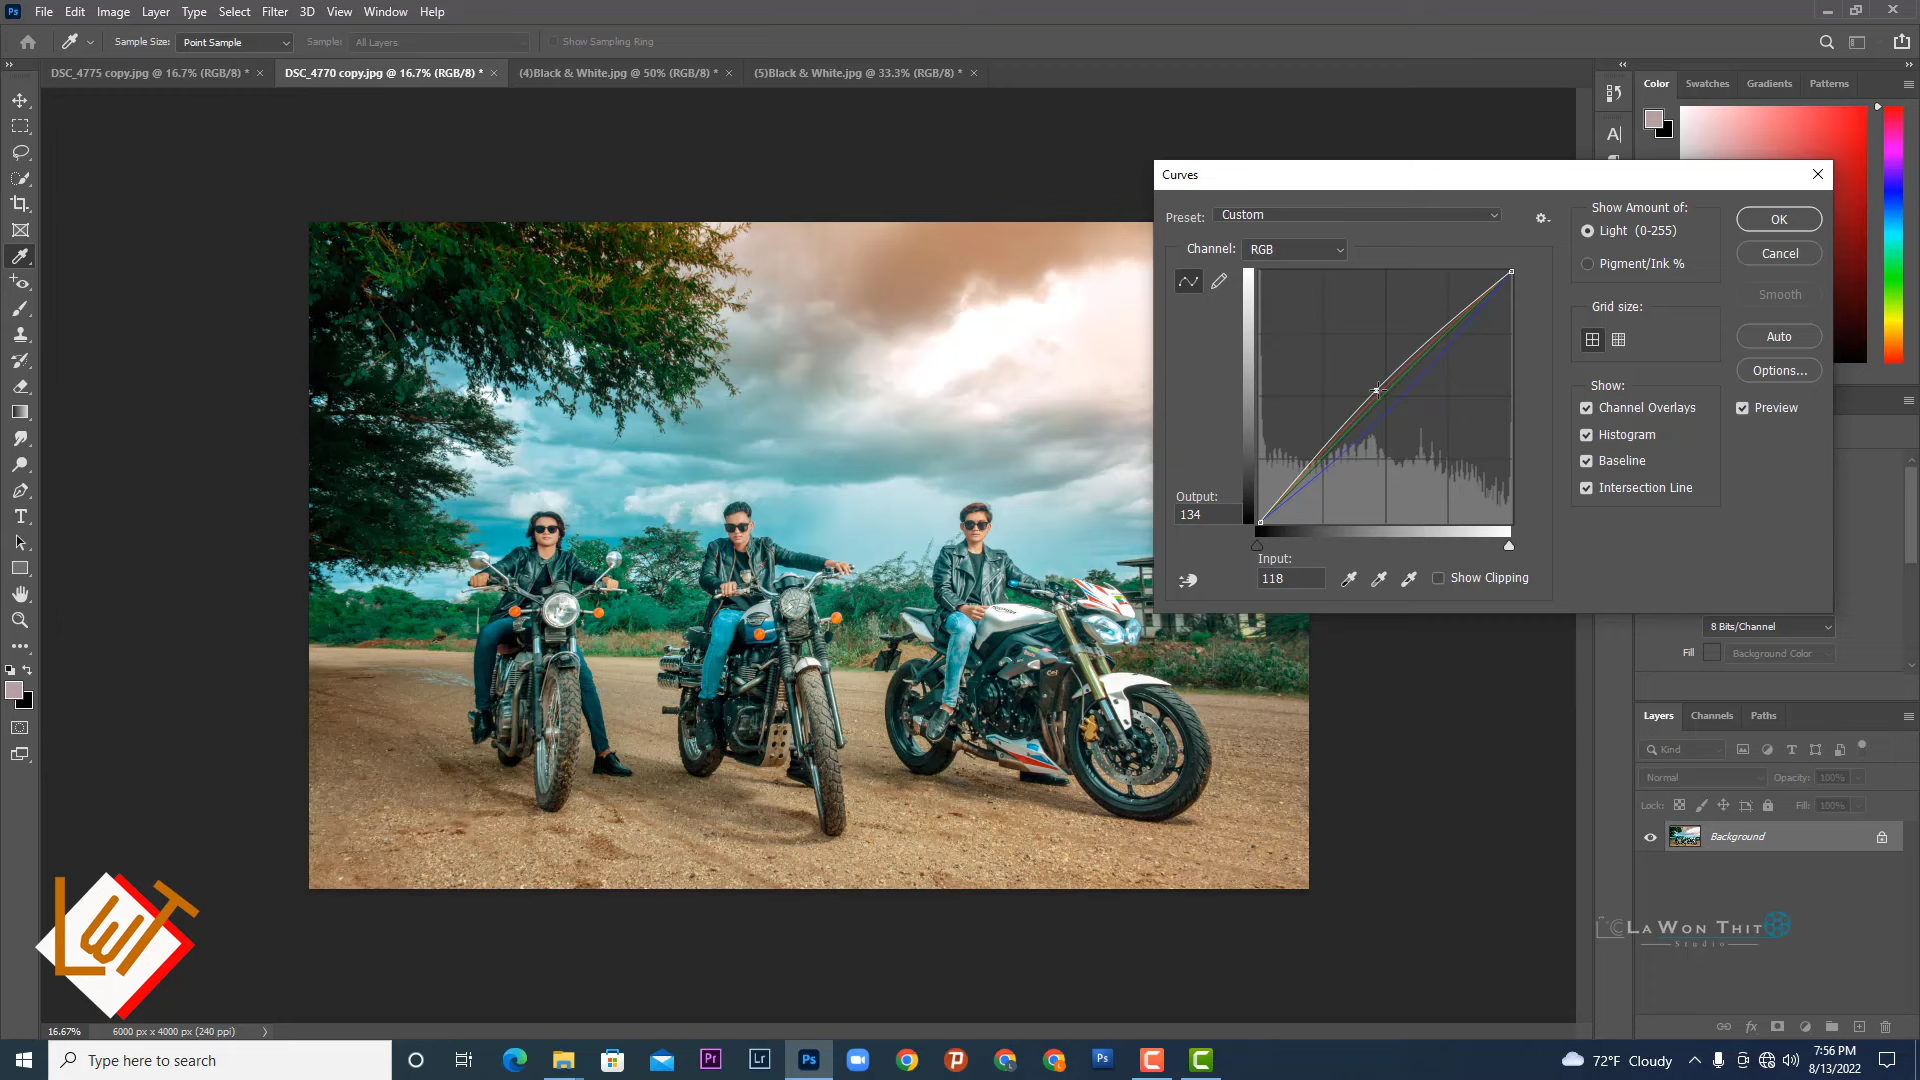 Ps File Edit Image Layer Type Select Filter 3D View Window Help
Sample Size: Point Sample Sample: All Layers Show Sampling Ring
DSC_4775 copy.jpg @ 16.7% (RGB/8) * DSC_4770 copy.jpg @ 16.7% (RGB/8) * (4)Black & White.jpg @ 50% (RGB/8) * (5)Black & White.jpg @ 33.3% (RGB/8) *
Color Swatches Gradients Patterns
Curves
Preset: Custom
Channel: RGB
Output:
134
Input:
118
Show Clipping
Show Amount of:
Light (0-255)
Pigment/Ink %
Grid size:
Show:
Channel Overlays
Histogram
Baseline
Intersection Line
OK
Cancel
Smooth
Auto
Options...
Preview
8 Bits/Channel
Fill Background Color
Layers Channels Paths
Kind
Normal Opacity: 100%
Lock: Fill: 100%
Background
LWT
LA WON THIT
Studio
16.67% 6000 px x 4000 px (240 ppi)
Type here to search
Pr Lr Ps Ps
72°F Cloudy
7:56 PM
8/13/2022